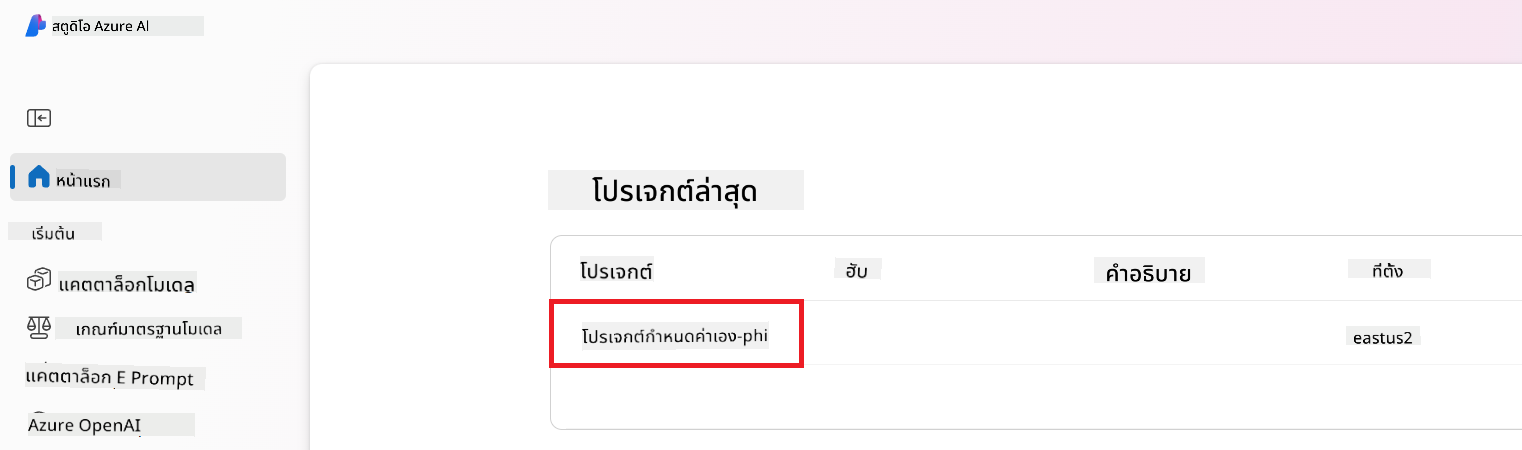 สตูดิโอ Azure AI
หน้าแรก
เริ่มต้น
แคตตาล็อกโมเดล
เกณฑ์มาตรฐานโมเดล
แคตตาล็อก E Prompt
Azure OpenAI
โปรเจกต์ล่าสุด
โปรเจกต์ ฮับ คำอธิบาย ที่ตั้ง
โปรเจกต์กำหนดค่าเอง-phi eastus2